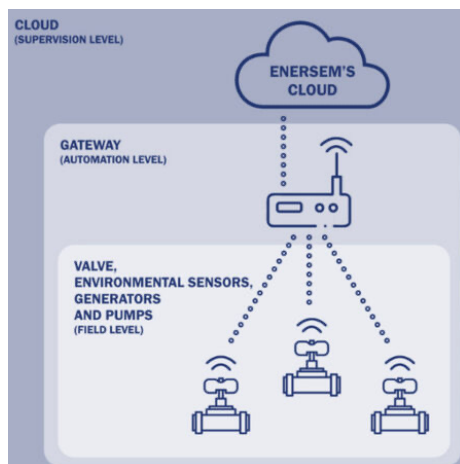 CLOUD
(SUPERVISION LEVEL)
ENERSEM'S
CLOUD
GATEWAY
(AUTOMATION LEVEL)
VALVE,
ENVIRONMENTAL SENSORS,
GENERATORS
AND PUMPS
(FIELD LEVEL)